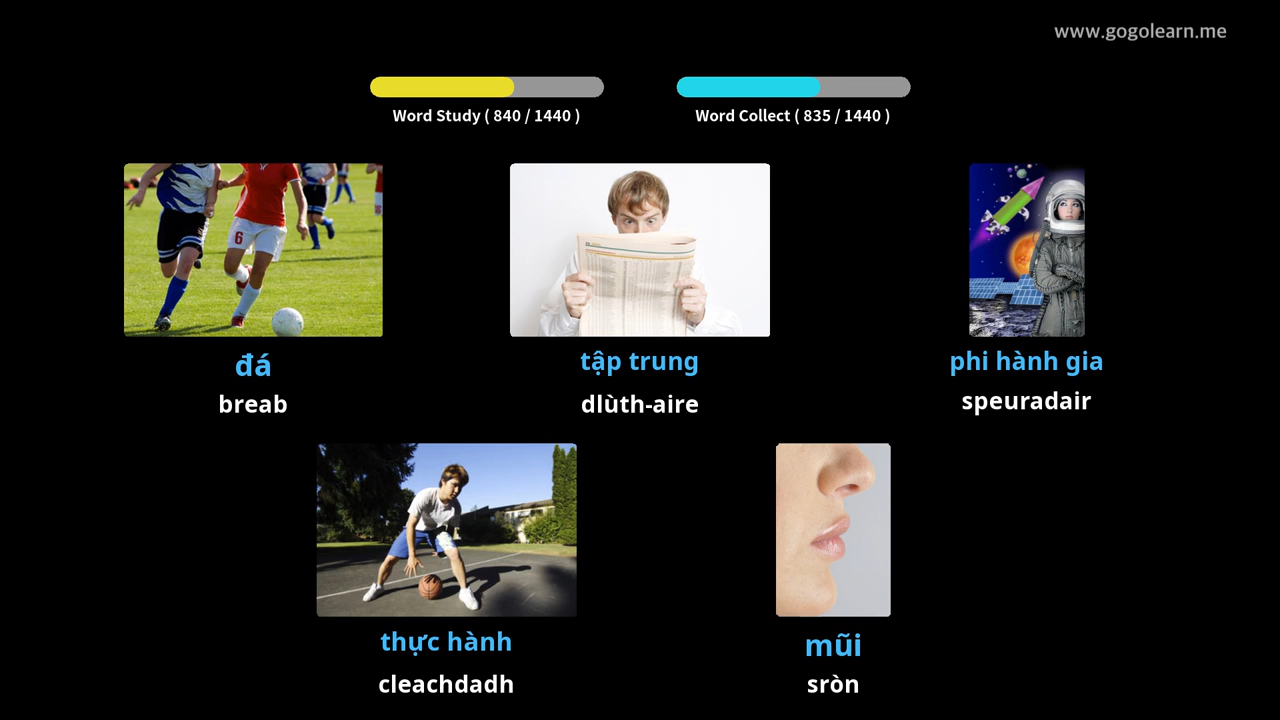 www.gogolearn.me
Word Study ( 840 / 1440 )
Word Collect ( 835 / 1440 )
6
đá
breab
tập trung
dlùth-aire
phi hành gia
speuradair
thực hành
cleachdadh
mũi
sròn